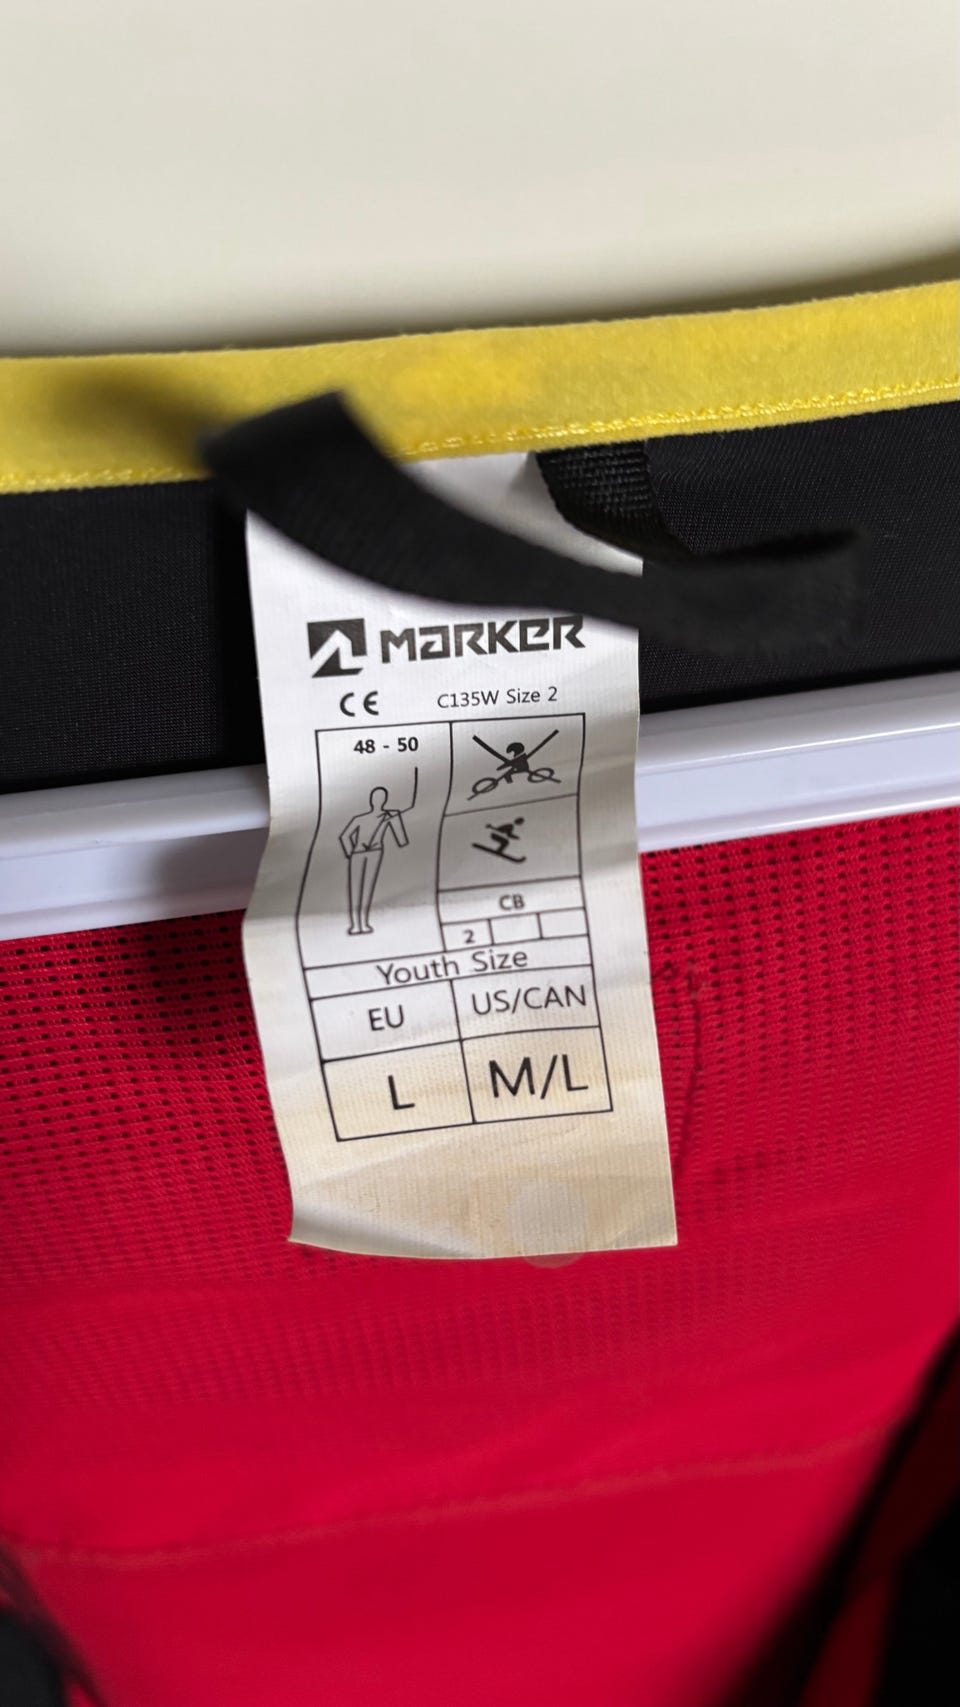 MARKER
CE C135W Size 2
48 - 50
CB
2
Youth Size
EU US/CAN
L M/L